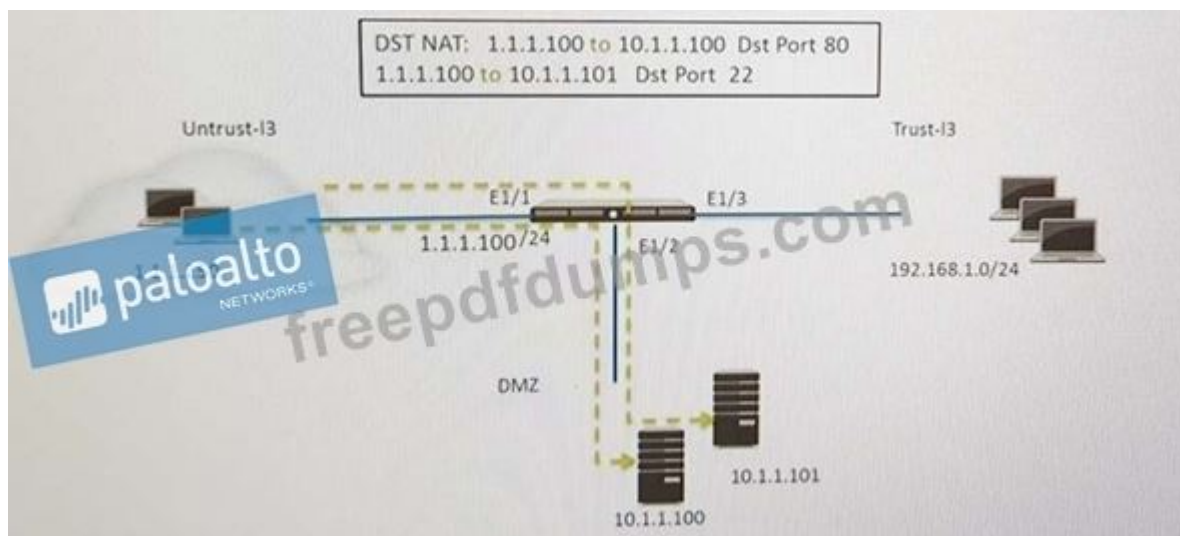 DST NAT: 1.1.1.100 to 10.1.1.100 Dst Port 80
1.1.1.100 to 10.1.1.101 Dst Port 22
Untrust-l3
Trust-l3
E1/1
E1/3
1.1.1.100/24
E1/2
192.168.1.0/24
paloalto
NETWORKS®
freepdfdumps.com
DMZ
10.1.1.101
10.1.1.100